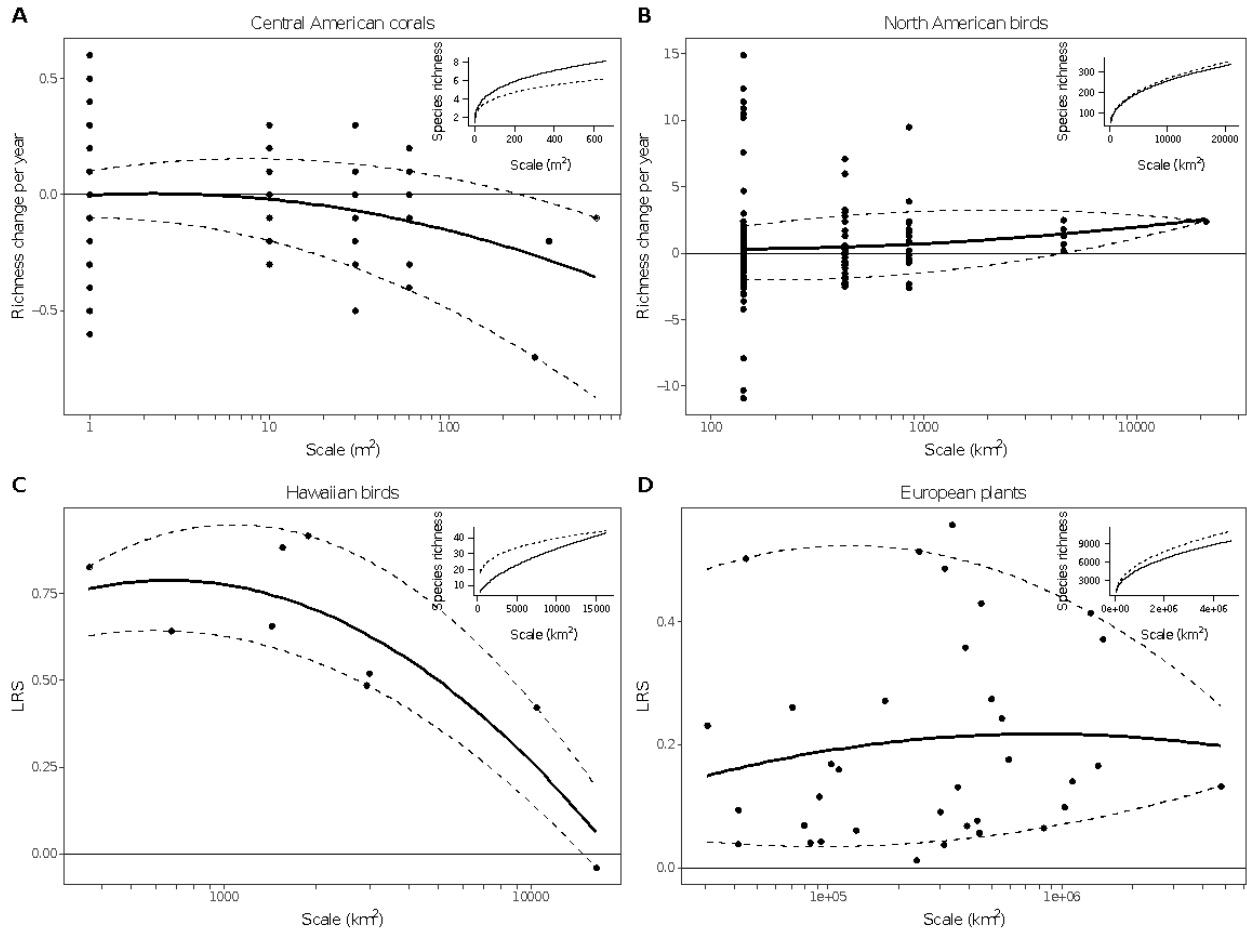 A
Central American corals
Richness change per year
0.5
0.0
−0.5
1
10
100
Scale (m²)
Species richness
8
6
4
2
0
200
400
600
Scale (m²)
B
North American birds
Richness change per year
15
10
5
0
−5
−10
100
1000
10000
Scale (km²)
Species richness
300
200
100
0
10000
20000
Scale (km²)
C
Hawaiian birds
LRS
0.75
0.50
0.25
0.00
1000
10000
Scale (km²)
Species richness
40
30
20
10
0
5000
10000
15000
Scale (km²)
D
European plants
LRS
0.4
0.2
0.0
1e+05
1e+06
Scale (km²)
Species richness
9000
6000
3000
0e+00
2e+06
4e+06
Scale (km²)